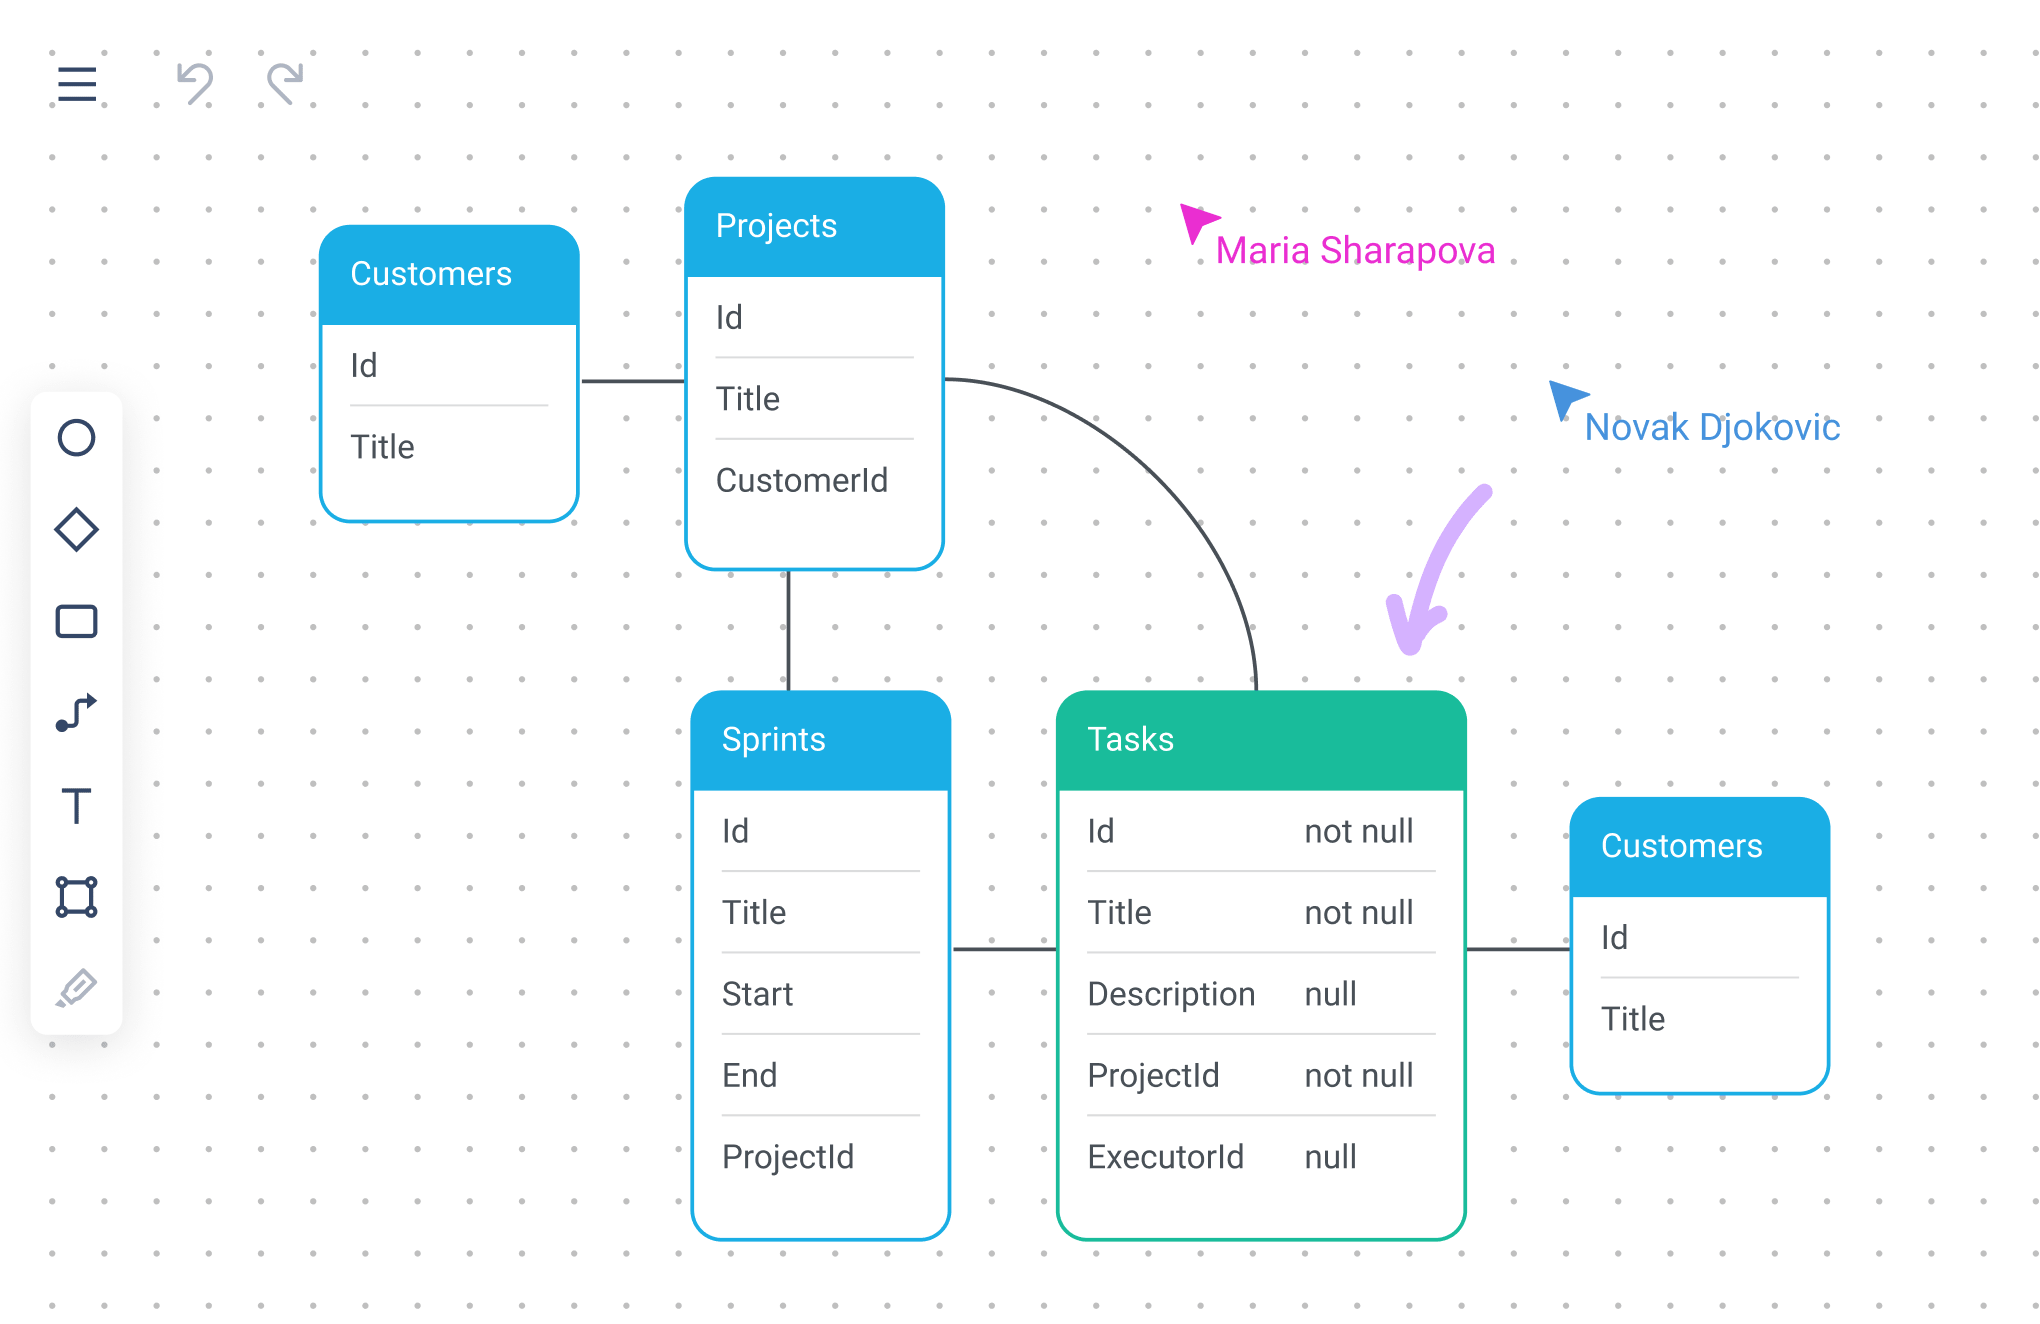 Projects
Id
Title
CustomerId
Customers
Id
Title
Maria Sharapova
Novak Djokovic
Sprints
Id
Title
Start
End
ProjectId
Tasks
Id not null
Title not null
Description null
ProjectId not null
ExecutorId null
Customers
Id
Title